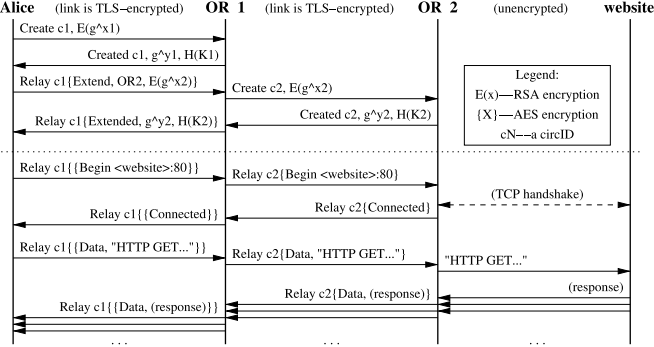 Alice (link is TLS−encrypted) OR 1 (link is TLS−encrypted) OR 2 (unencrypted) website
Create c1, E(g^x1)
Created c1, g^y1, H(K1)
Relay c1{Extend, OR2, E(g^x2)}
Create c2, E(g^x2)
Created c2, g^y2, H(K2)
Relay c1{Extended, g^y2, H(K2)}
Legend:
E(x)—RSA encryption
{X}—AES encryption
cN−−a circID
Relay c1{{Begin <website>:80}}
Relay c2{Begin <website>:80}
(TCP handshake)
Relay c2{Connected}
Relay c1{{Connected}}
Relay c1{{Data, "HTTP GET..."}}
Relay c2{Data, "HTTP GET..."}
"HTTP GET..."
(response)
Relay c2{Data, (response)}
Relay c1{{Data, (response)}}
. . . . . . . . .